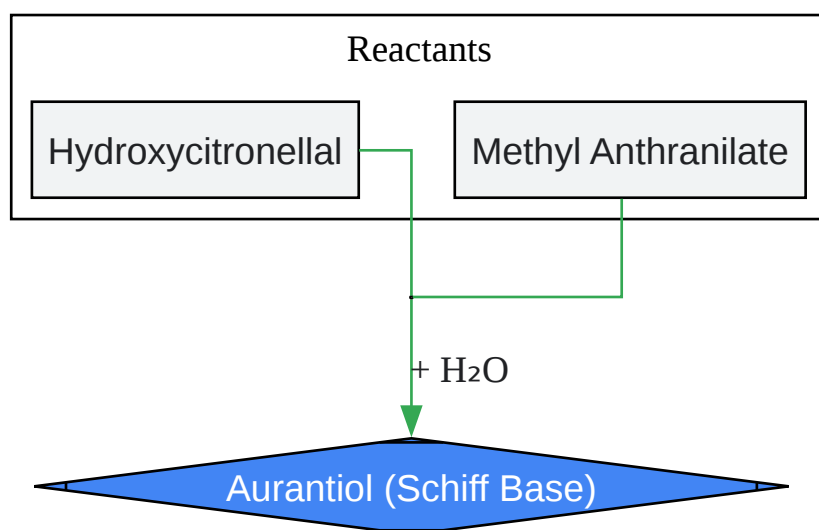 Reactants
Hydroxycitronellal
Methyl Anthranilate
+ H₂O
Aurantiol (Schiff Base)